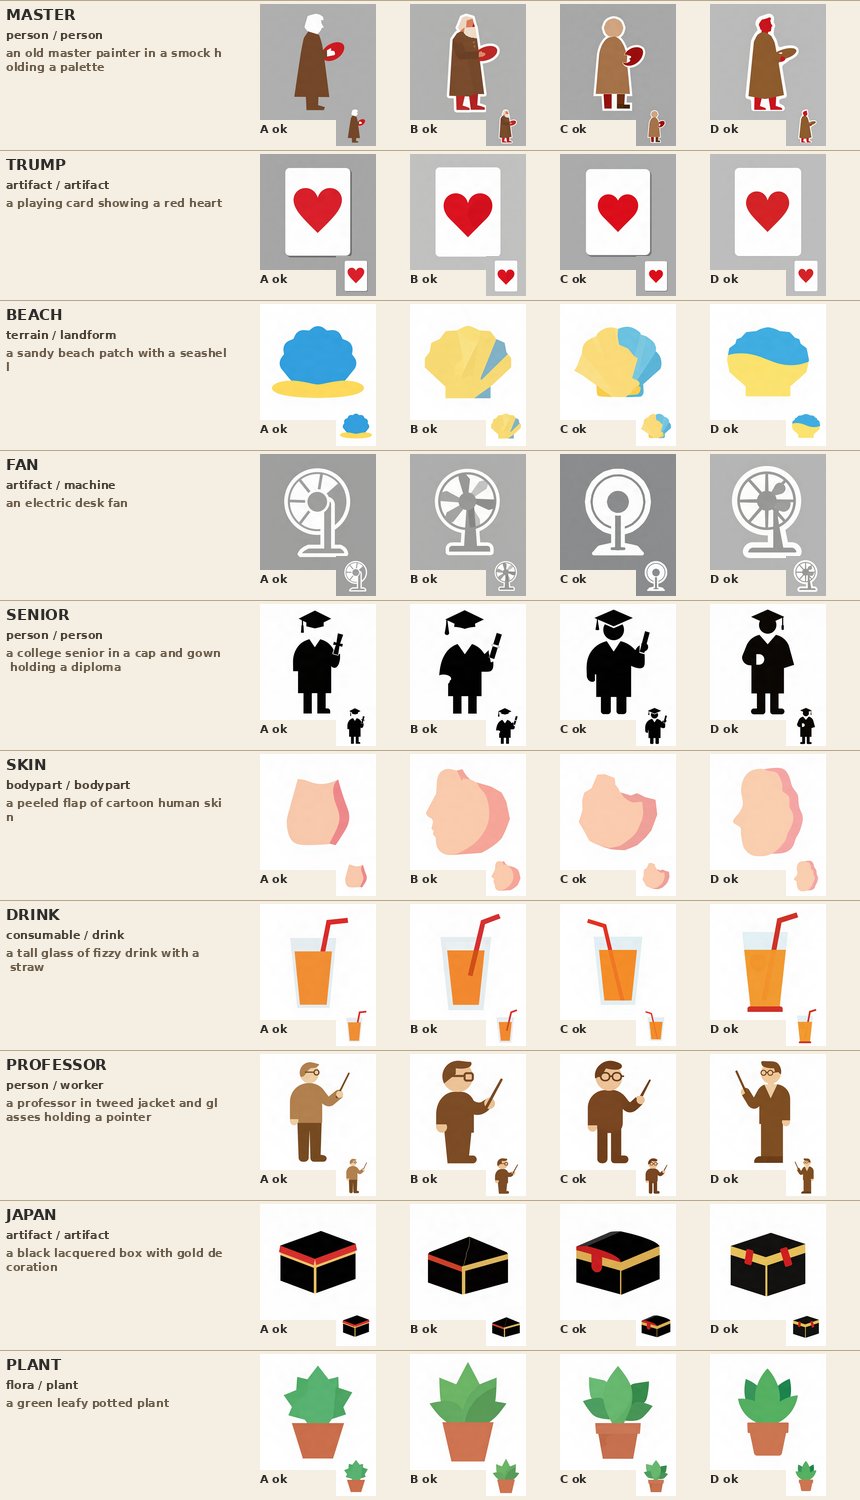 MASTER
person / person
an old master painter in a smock h
olding a palette
A ok
B ok
C ok
D ok
TRUMP
artifact / artifact
a playing card showing a red heart
A ok
B ok
C ok
D ok
BEACH
terrain / landform
a sandy beach patch with a seashel
l
A ok
B ok
C ok
D ok
FAN
artifact / machine
an electric desk fan
A ok
B ok
C ok
D ok
SENIOR
person / person
a college senior in a cap and gown
holding a diploma
A ok
B ok
C ok
D ok
SKIN
bodypart / bodypart
a peeled flap of cartoon human ski
n
A ok
B ok
C ok
D ok
DRINK
consumable / drink
a tall glass of fizzy drink with a
straw
A ok
B ok
C ok
D ok
PROFESSOR
person / worker
a professor in tweed jacket and gl
asses holding a pointer
A ok
B ok
C ok
D ok
JAPAN
artifact / artifact
a black lacquered box with gold de
coration
A ok
B ok
C ok
D ok
PLANT
flora / plant
a green leafy potted plant
A ok
B ok
C ok
D ok